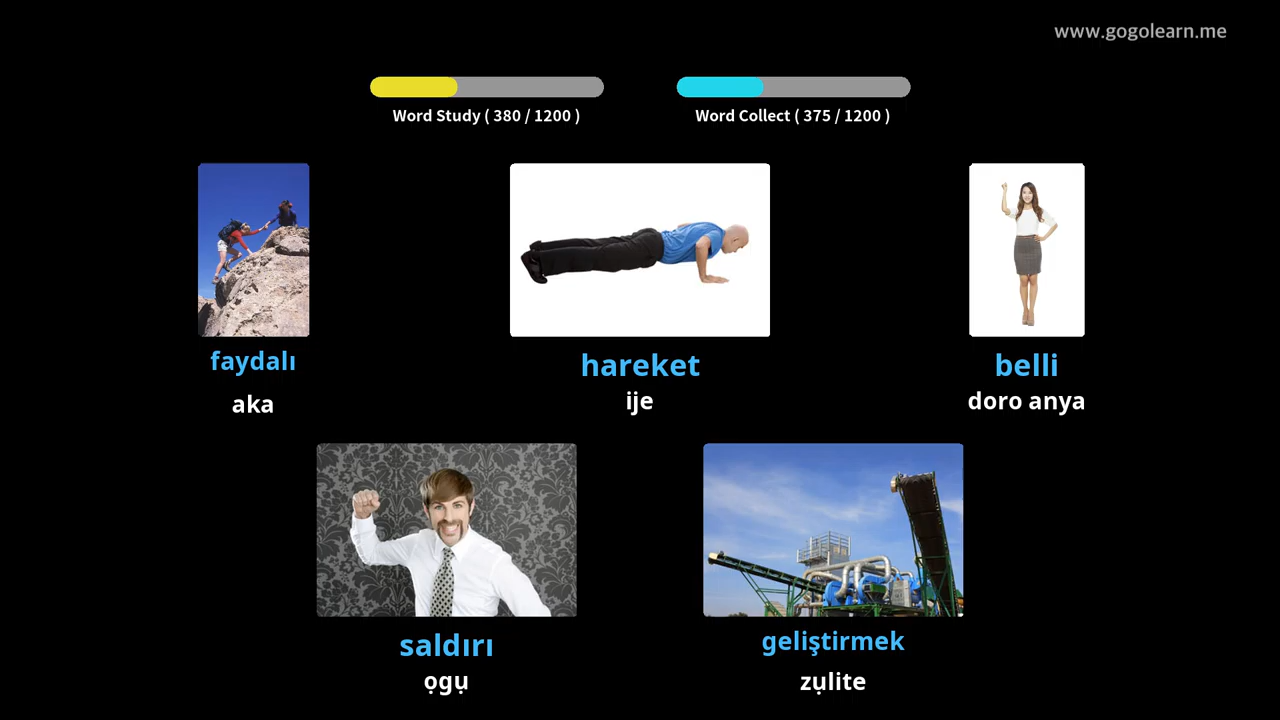 www.gogolearn.me
Word Study ( 380 / 1200 )
Word Collect ( 375 / 1200 )
faydalı
aka
hareket
ije
belli
doro anya
saldırı
ọgụ
geliştirmek
zụlite